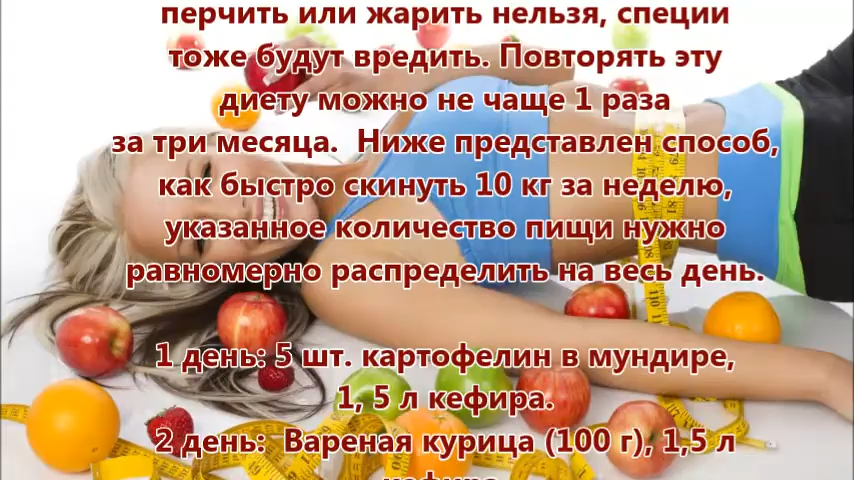 перчить или жарить нельзя, специи
тоже будут вредить. Повторять эту
диету можно не чаще 1 раза
за три месяца.  Ниже представлен способ,
как быстро скинуть 10 кг за неделю,
указанное количество пищи нужно
равномерно распределить на весь день.
1 день: 5 шт. картофелин в мундире,
1, 5 л кефира.
2 день:  Вареная курица (100 г), 1,5 л
кефира